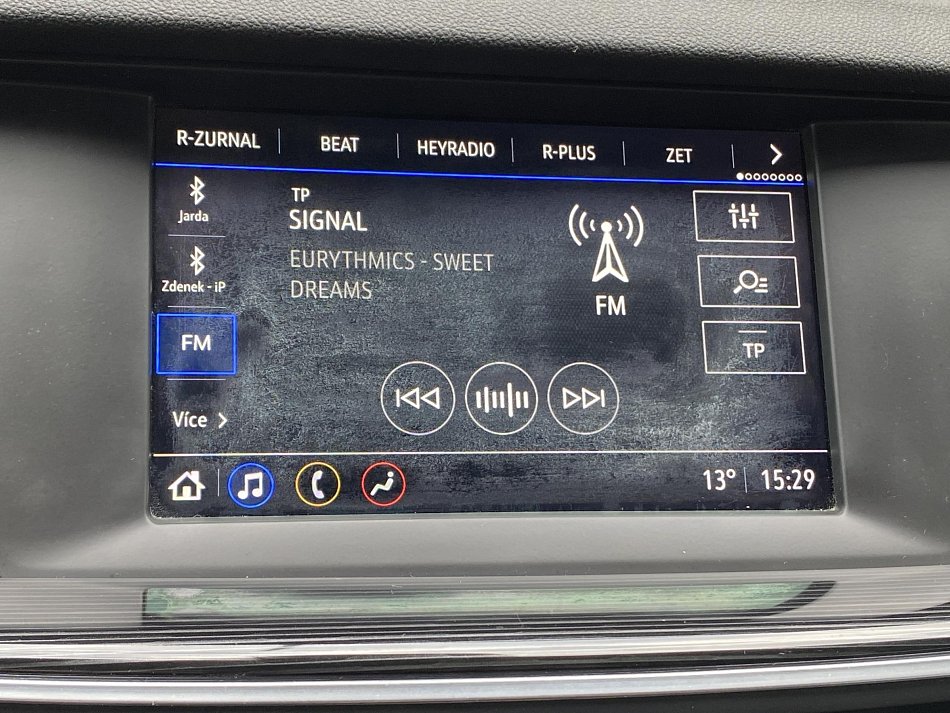 R-ZURNAL BEAT HEYRADIO R-PLUS ZET
Jarda
Zdenek - iP
FM
Více
TP
SIGNAL
EURYTHMICS - SWEET
DREAMS
FM
TP
13° 15:29